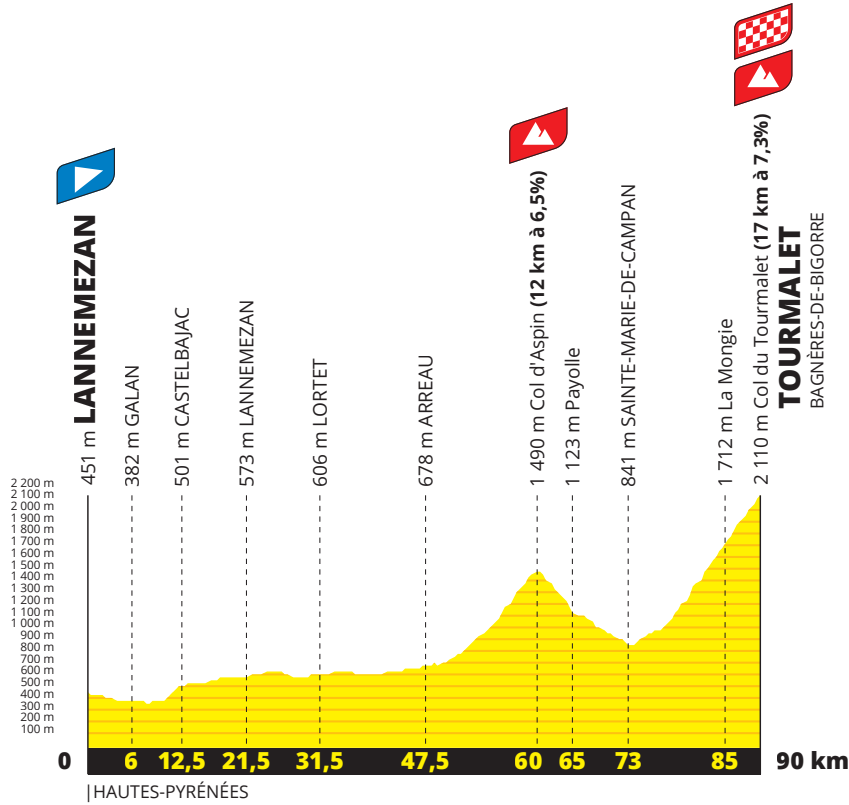 451 m LANNEMEZAN
382 m GALAN
501 m CASTELBAJAC
573 m LANNEMEZAN
606 m LORTET
678 m ARREAU
1 490 m Col d'Aspin (12 km à 6,5%)
1 123 m Payolle
841 m SAINTE-MARIE-DE-CAMPAN
1 712 m La Mongie
2 110 m Col du Tourmalet (17 km à 7,3%)
TOURMALET
BAGNÈRES-DE-BIGORRE
2 200 m
2 100 m
2 000 m
1 900 m
1 800 m
1 700 m
1 600 m
1 500 m
1 400 m
1 300 m
1 200 m
1 100 m
1 000 m
900 m
800 m
700 m
600 m
500 m
400 m
300 m
200 m
100 m
0 6 12,5 21,5 31,5 47,5 60 65 73 85 90 km
|HAUTES-PYRÉNÉES